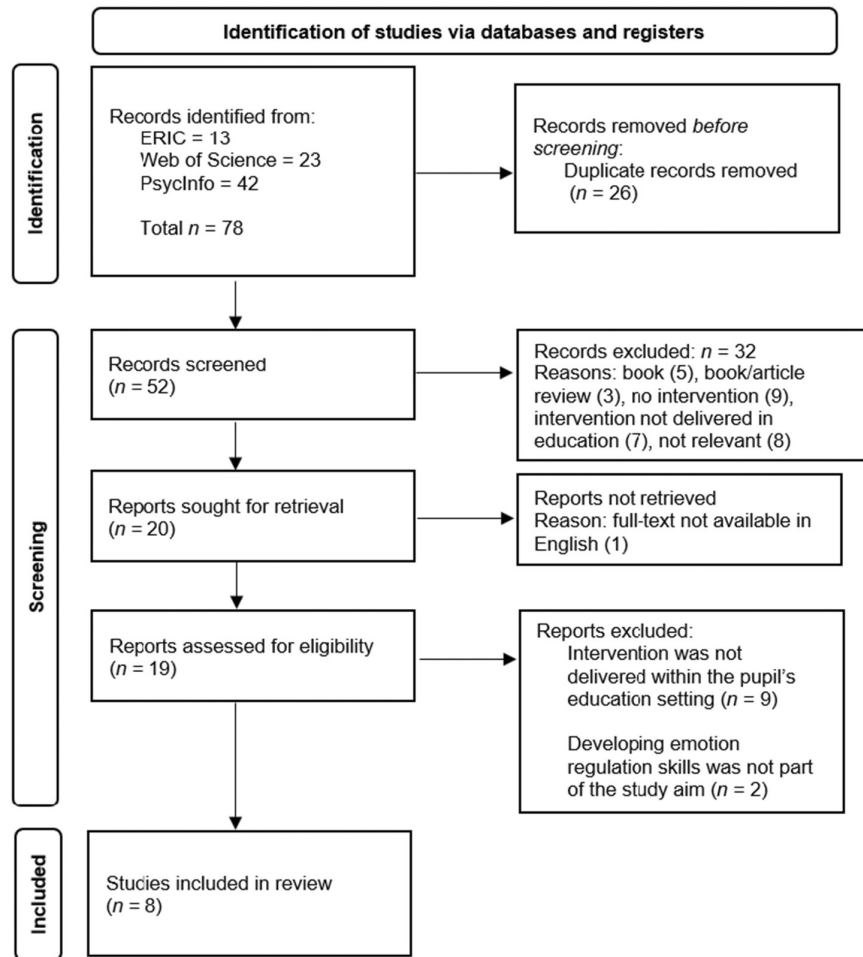 Identification of studies via databases and registers
Identification
Records identified from:
ERIC = 13
Web of Science = 23
PsycInfo = 42
Total n = 78
Records removed before
screening:
Duplicate records removed
(n = 26)
Screening
Records screened
(n = 52)
Records excluded: n = 32
Reasons: book (5), book/article
review (3), no intervention (9),
intervention not delivered in
education (7), not relevant (8)
Reports sought for retrieval
(n = 20)
Reports not retrieved
Reason: full-text not available in
English (1)
Reports assessed for eligibility
(n = 19)
Reports excluded:
Intervention was not
delivered within the pupil's
education setting (n = 9)
Developing emotion
regulation skills was not part
of the study aim (n = 2)
Included
Studies included in review
(n = 8)